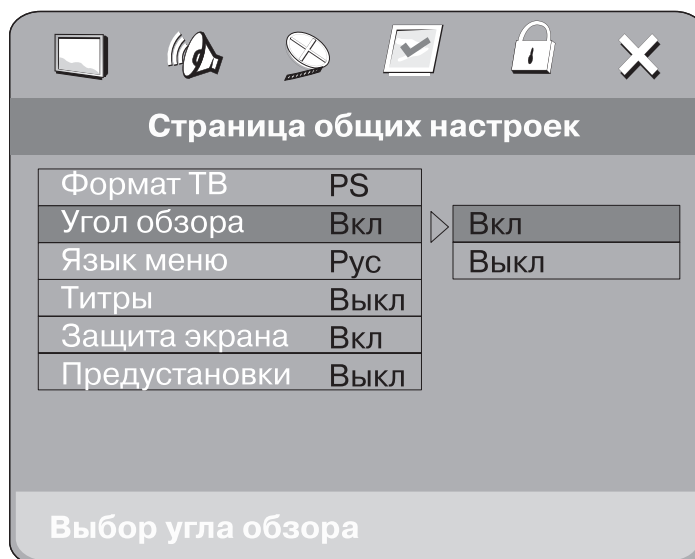 Страница общих настроек
Формат ТВ PS
Угол обзора Вкл Вкл
Язык меню Рус Выкл
Титры Выкл
Защита экрана Вкл
Предустановки Выкл
Выбор угла обзора